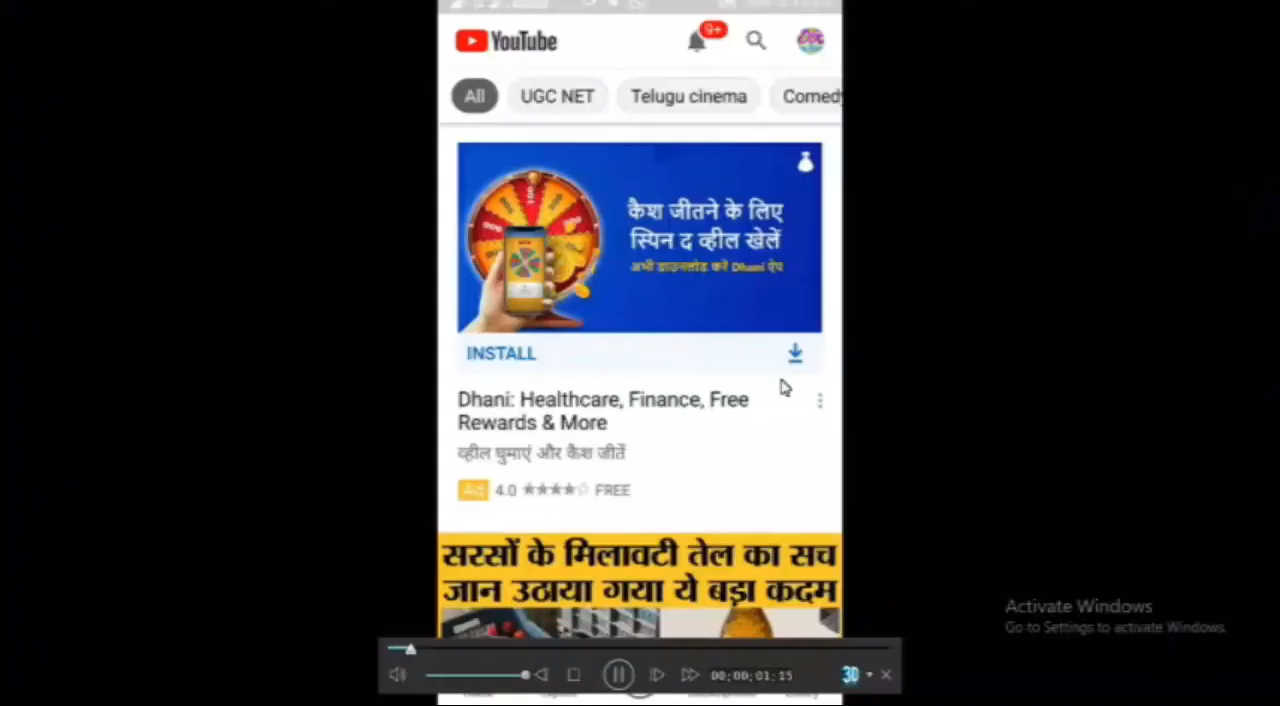 YouTube
9+
All
UGC NET
Telugu cinema
Comedy
कैश जीतने के लिए
स्पिन द व्हील खेलें
अभी डाउनलोड करें Dhani ऐप
INSTALL
Dhani: Healthcare, Finance, Free
Rewards & More
व्हील घुमाएं और कैश जीतें
Ad 4.0 FREE
सरसों के मिलावटी तेल का सच
जान उठाया गया ये बड़ा कदम
Activate Windows
Go to Settings to activate Windows.
00;00;01;15
3D